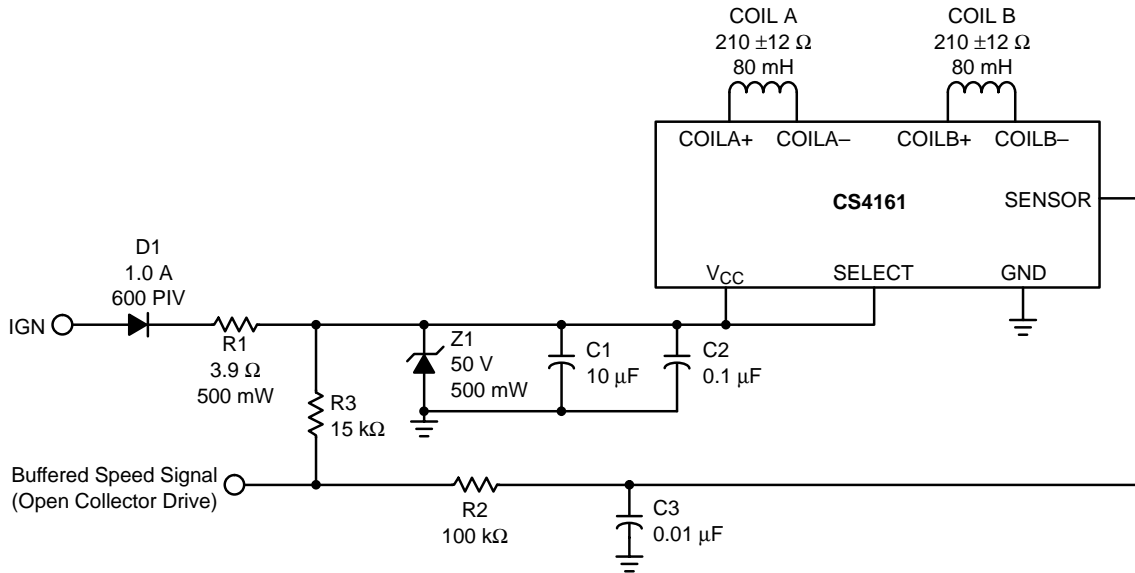 COIL A
210 ±12 Ω
80 mH
COIL B
210 ±12 Ω
80 mH
COILA+
COILA–
COILB+
COILB–
CS4161
SENSOR
VCC
SELECT
GND
D1
1.0 A
600 PIV
IGN
R1
3.9 Ω
500 mW
R3
15 kΩ
Z1
50 V
500 mW
C1
10 μF
C2
0.1 μF
Buffered Speed Signal
(Open Collector Drive)
R2
100 kΩ
C3
0.01 μF